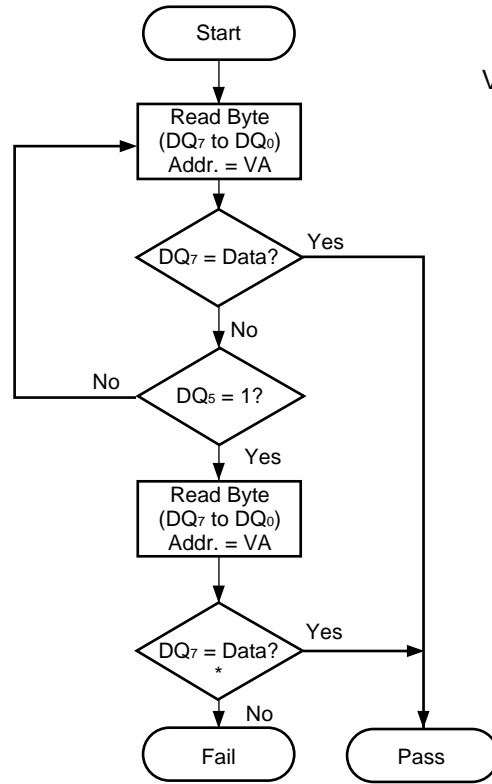 Start
V
Read Byte
(DQ7 to DQ0)
Addr. = VA
DQ7 = Data?
Yes
No
No
DQ5 = 1?
Yes
Read Byte
(DQ7 to DQ0)
Addr. = VA
DQ7 = Data?
*
Yes
No
Fail
Pass